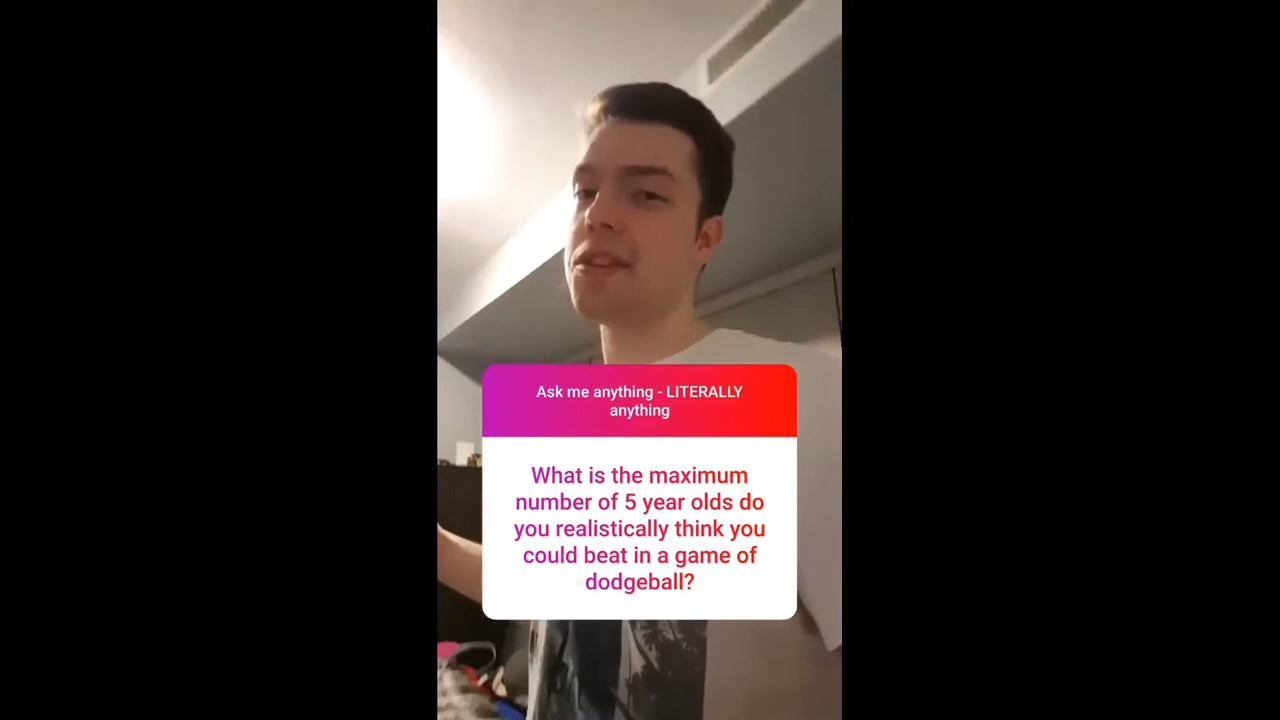 Ask me anything - LITERALLY
anything
What is the maximum
number of 5 year olds do
you realistically think you
could beat in a game of
dodgeball?